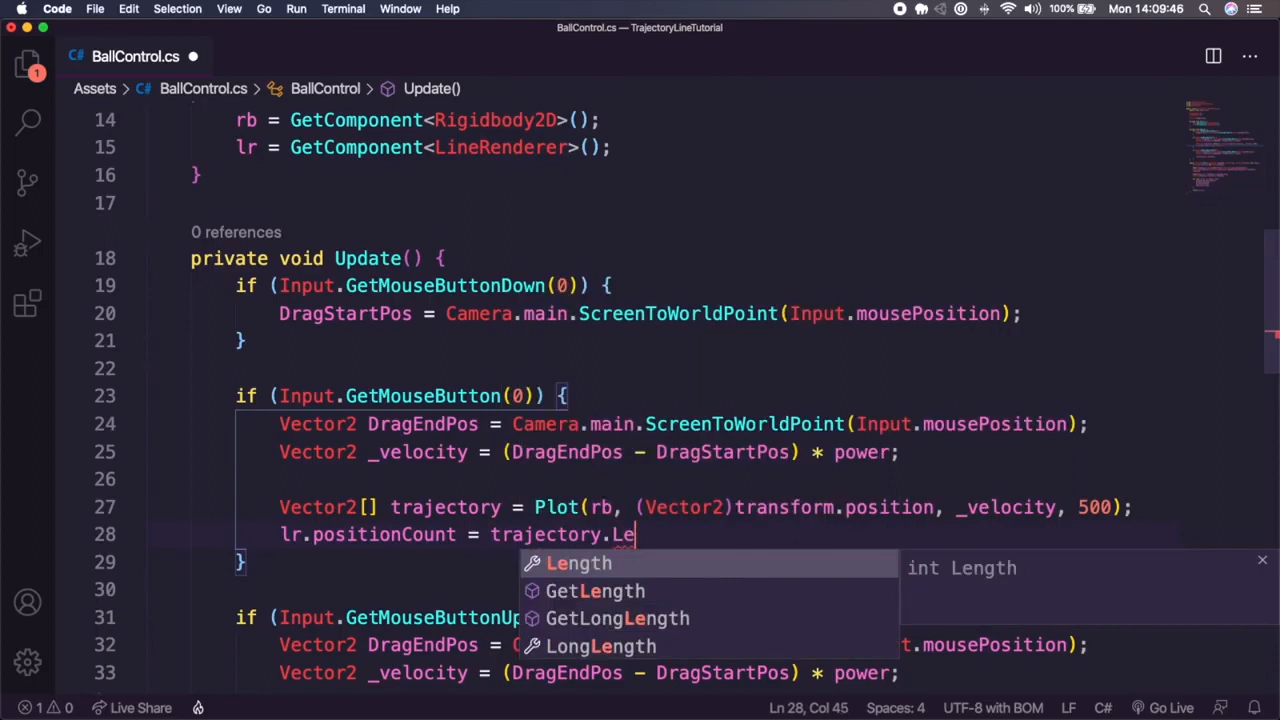 Code File Edit Selection View Go Run Terminal Window Help 100% Mon 14:09:46
BallControl.cs — TrajectoryLineTutorial
1
C# BallControl.cs ●
Assets > C# BallControl.cs > BallControl > Update()
14 rb = GetComponent<Rigidbody2D>();
15 lr = GetComponent<LineRenderer>();
16 }
17
0 references
18 private void Update() {
19 if (Input.GetMouseButtonDown(0)) {
20 DragStartPos = Camera.main.ScreenToWorldPoint(Input.mousePosition);
21 }
22
23 if (Input.GetMouseButton(0)) {
24 Vector2 DragEndPos = Camera.main.ScreenToWorldPoint(Input.mousePosition);
25 Vector2 _velocity = (DragEndPos - DragStartPos) * power;
26
27 Vector2[] trajectory = Plot(rb, (Vector2)transform.position, _velocity, 500);
28 lr.positionCount = trajectory.Le
Length int Length
29 }
30 GetLength
31 if (Input.GetMouseButtonUp
GetLongLength
32 Vector2 DragEndPos = C
LongLength
t.mousePosition);
33 Vector2 _velocity = (DragEndPos - DragStartPos) * power;
1 0 Live Share Ln 28, Col 45 Spaces: 4 UTF-8 with BOM LF C# Go Live